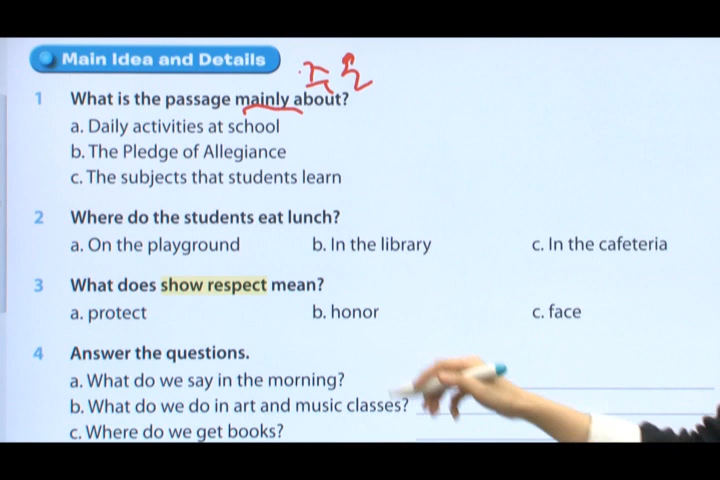 Main Idea and Details
주로
1 What is the passage mainly about?
a. Daily activities at school
b. The Pledge of Allegiance
c. The subjects that students learn
2 Where do the students eat lunch?
a. On the playground b. In the library c. In the cafeteria
3 What does show respect mean?
a. protect b. honor c. face
4 Answer the questions.
a. What do we say in the morning?
b. What do we do in art and music classes?
c. Where do we get books?